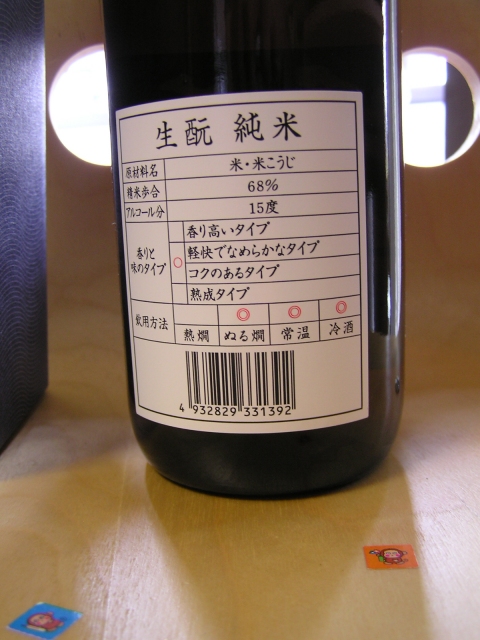 生酛 純米
原材料名 米・米こうじ
精米歩合 68%
アルコール分 15度
香りと味のタイプ
香り高いタイプ
○ 軽快でなめらかなタイプ
コクのあるタイプ
熟成タイプ
飲用方法
◎ ◎ ◎
熱燗 ぬる燗 常温 冷酒
4 932829 331392